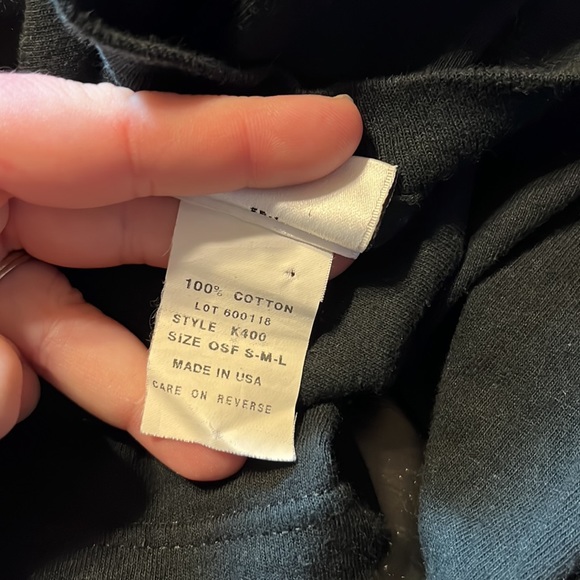 100% COTTON
LOT 600118
STYLE K400
SIZE OSF S-M-L
MADE IN USA
CARE ON REVERSE